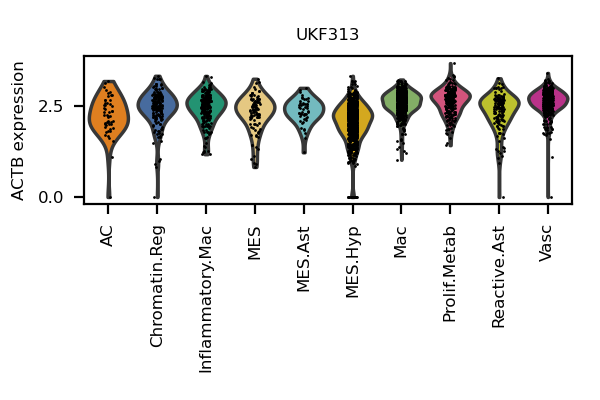 UKF313
ACTB expression
2.5
0.0
AC
Chromatin.Reg
Inflammatory.Mac
MES
MES.Ast
MES.Hyp
Mac
Prolif.Metab
Reactive.Ast
Vasc